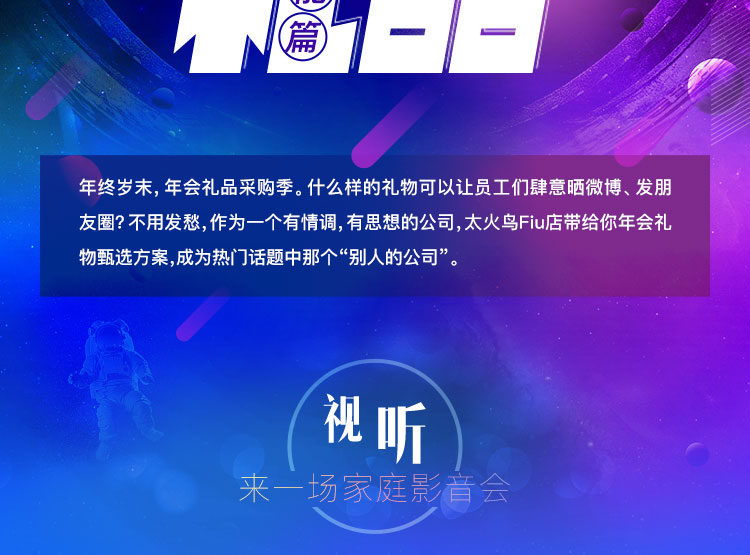 礼品
篇
年终岁末，年会礼品采购季。什么样的礼物可以让员工们肆意晒微博、发朋
友圈？不用发愁，作为一个有情调，有思想的公司，太火鸟Fiu店带给你年会礼
物甄选方案，成为热门话题中那个“别人的公司”。
视听
来一场家庭影音会